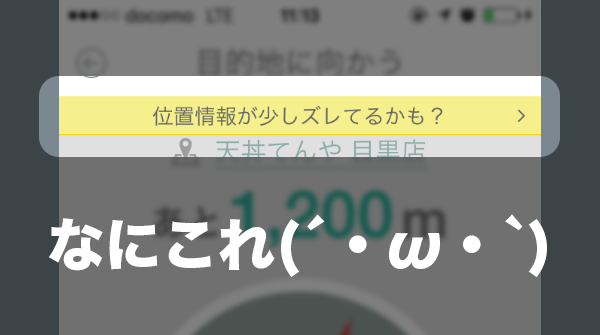 docomo LTE 11:13
目的地に向かう
位置情報が少しズレてるかも？
天丼てんや 目黒店
あと 1,200 m
なにこれ(´・ω・`)